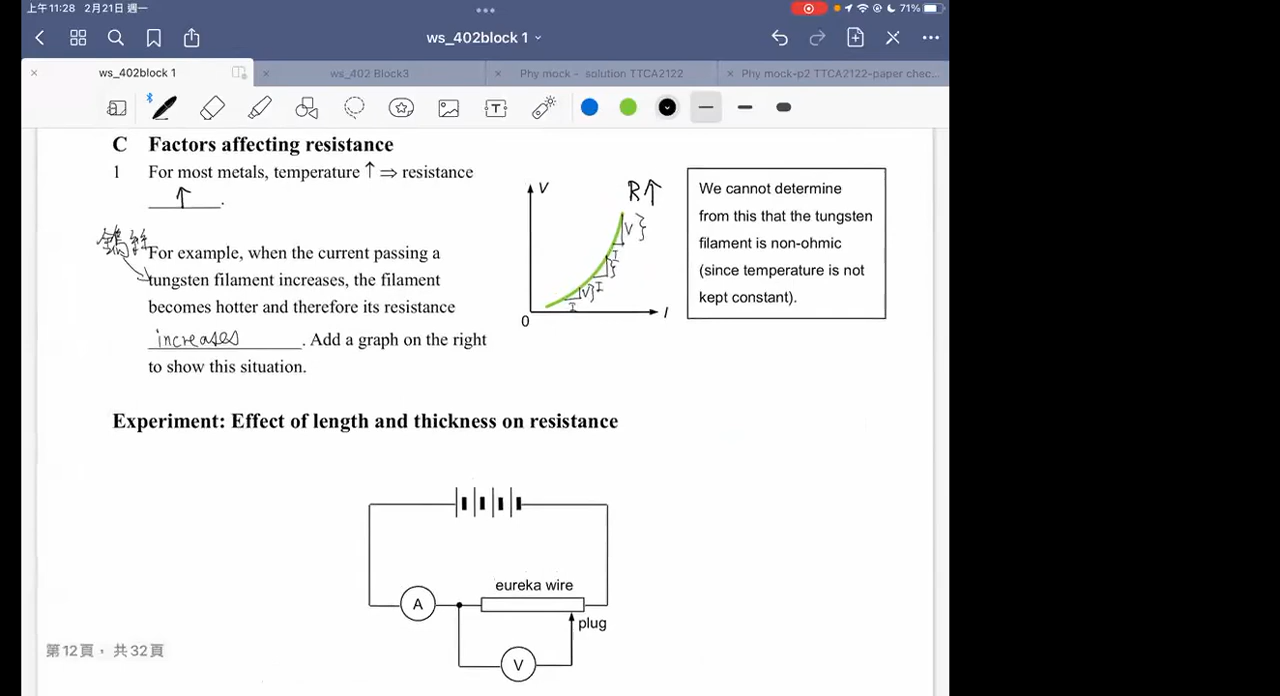 上午11:28 2月21日 週一
71%
ws_402block 1
ws_402block 1
ws_402 Block3
Phy mock - solution TTCA2122
Phy mock-p2 TTCA2122-paper chec...
C Factors affecting resistance
1 For most metals, temperature ↑ ⇒ resistance
↑.
鎢絲
For example, when the current passing a
tungsten filament increases, the filament
becomes hotter and therefore its resistance
increases. Add a graph on the right
to show this situation.
V
R↑
V
I
V
I
I
I
0
We cannot determine
from this that the tungsten
filament is non-ohmic
(since temperature is not
kept constant).
Experiment: Effect of length and thickness on resistance
eureka wire
A
plug
V
第12頁，共32頁